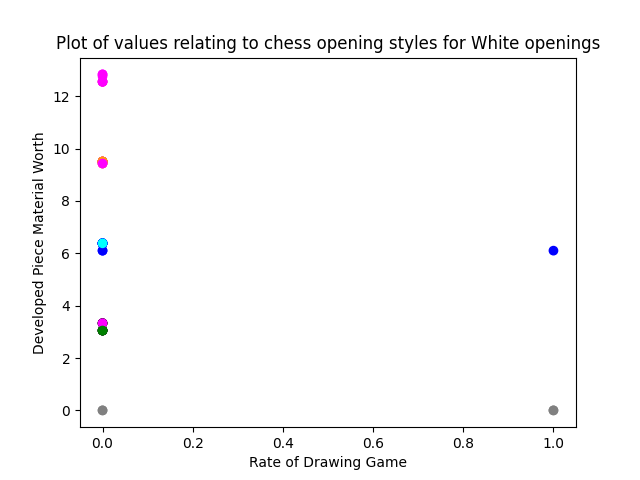 Plot of values relating to chess opening styles for White openings
Developed Piece Material Worth
12
10
8
6
4
2
0
0.0 0.2 0.4 0.6 0.8 1.0
Rate of Drawing Game